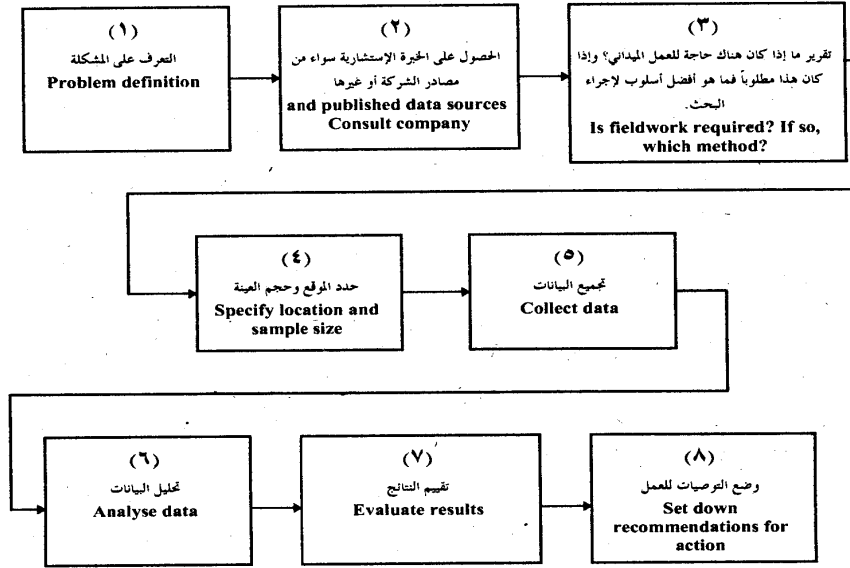 (١)
التعرف على المشكلة
Problem definition
(٢)
الحصول على الخبرة الإستشارية سواء من
مصادر الشركة أو غيرها
and published data sources
Consult company
(٣)
تقرير ما إذا كان هناك حاجة للعمل الميداني؟ وإذا
كان هذا مطلوباً فما هو أفضل أسلوب لإجراء
البحث.
Is fieldwork required? If so,
which method?
(٤)
حدد الموقع وحجم العينة
Specify location and
sample size
(٥)
تجميع البيانات
Collect data
(٦)
تحليل البيانات
Analyse data
(٧)
تقييم النتائج
Evaluate results
(٨)
وضع التوصيات للعمل
Set down
recommendations for
action